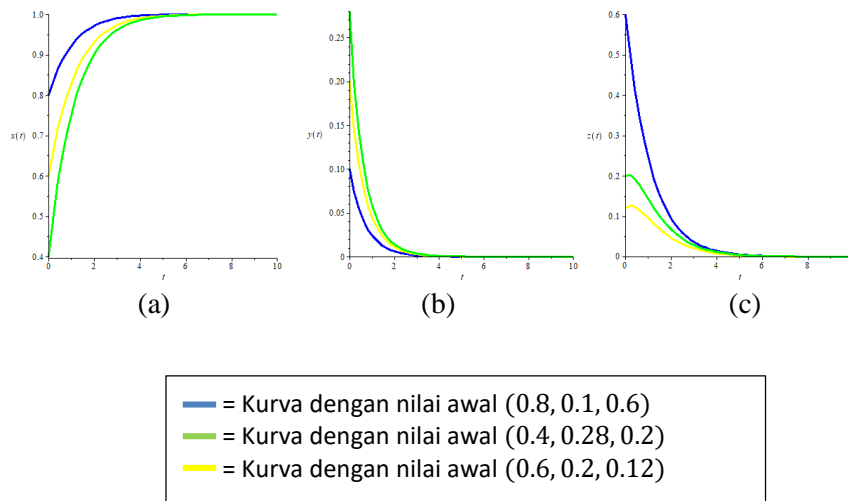 1.0
0.9
0.8
x(t) 0.7
0.6
0.5
0.4
0 2 4 6 8 10
t
(a)
0.25
0.20
y(t)
0.15
0.10
0.05
0
0 2 4 6 8 10
t
(b)
0.6
0.5
0.4
z(t) 0.3
0.2
0.1
0
0 2 4 6 8
t
(c)
= Kurva dengan nilai awal (0.8, 0.1, 0.6)
= Kurva dengan nilai awal (0.4, 0.28, 0.2)
= Kurva dengan nilai awal (0.6, 0.2, 0.12)